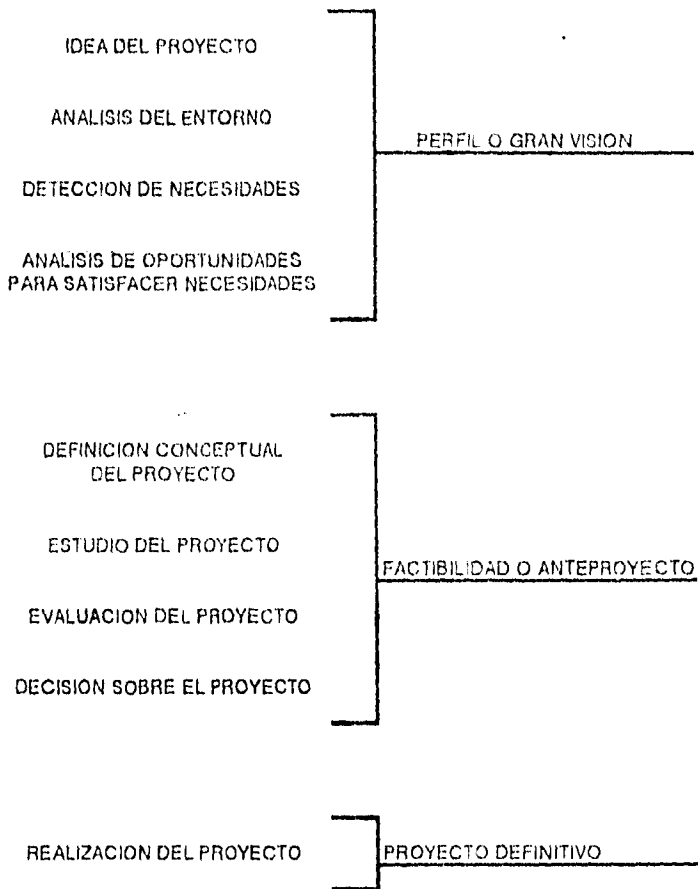 IDEA DEL PROYECTO
ANALISIS DEL ENTORNO
PERFIL O GRAN VISION
DETECCION DE NECESIDADES
ANALISIS DE OPORTUNIDADES
PARA SATISFACER NECESIDADES
DEFINICION CONCEPTUAL
DEL PROYECTO
ESTUDIO DEL PROYECTO
FACTIBILIDAD O ANTEPROYECTO
EVALUACION DEL PROYECTO
DECISION SOBRE EL PROYECTO
REALIZACION DEL PROYECTO
PROYECTO DEFINITIVO